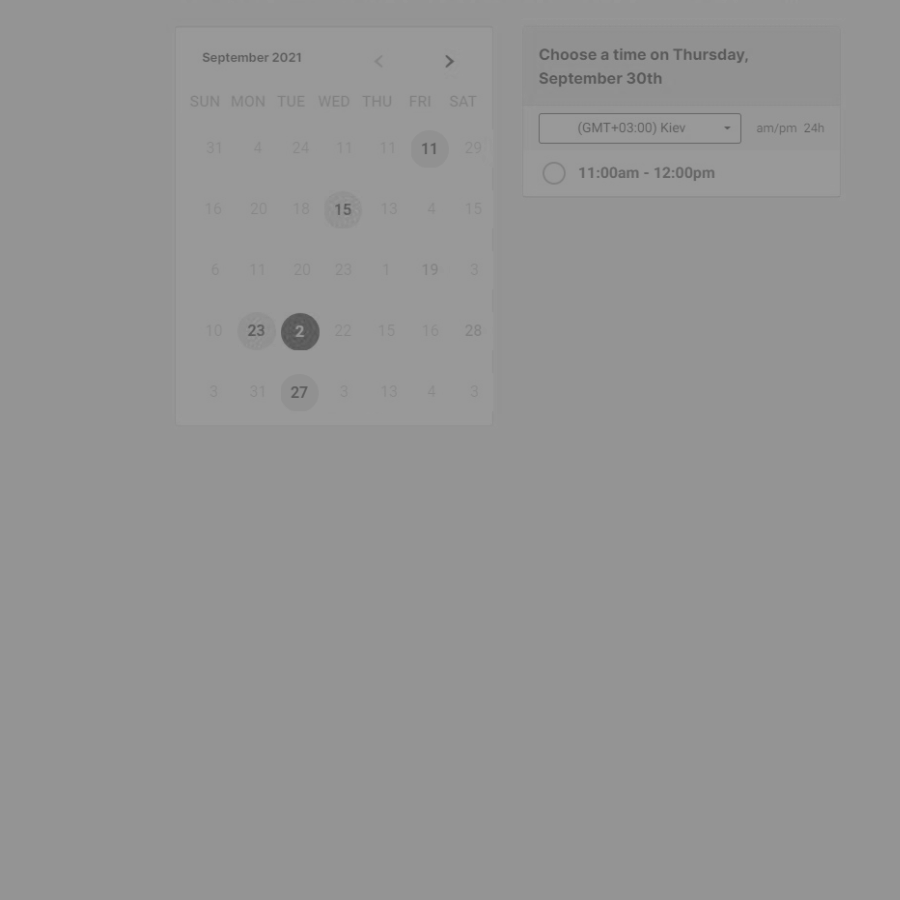 September 2021
SUN MON TUE WED THU FRI SAT
31 4 24 11 11 11 29
16 20 18 15 13 4 15
6 11 20 23 1 19 3
10 23 2 22 15 16 28
3 31 27 3 13 4 3
Choose a time on Thursday,
September 30th
(GMT+03:00) Kiev am/pm 24h
11:00am - 12:00pm